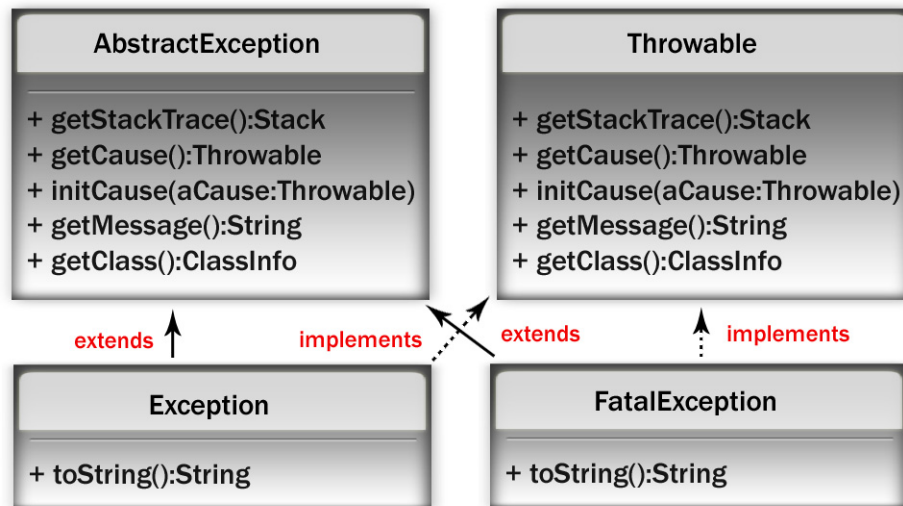 AbstractException
+ getStackTrace():Stack
+ getCause():Throwable
+ initCause(aCause:Throwable)
+ getMessage():String
+ getClass():ClassInfo
Throwable
+ getStackTrace():Stack
+ getCause():Throwable
+ initCause(aCause:Throwable)
+ getMessage():String
+ getClass():ClassInfo
extends
implements
extends
implements
Exception
+ toString():String
FatalException
+ toString():String